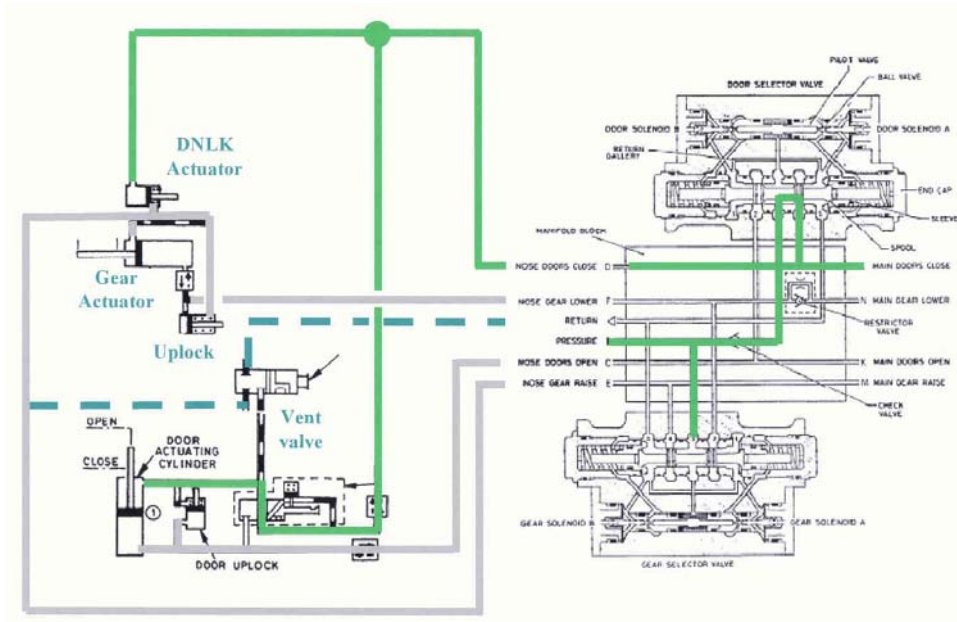 DNLK
Actuator
Gear
Actuator
Uplock
Vent
valve
OPEN
CLOSE
DOOR
ACTUATING
CYLINDER
1
DOOR UPLOCK
PILOT VALVE
BALL VALVE
DOOR SELECTOR VALVE
DOOR SOLENOID B
DOOR SOLENOID A
RETURN
GALLERY
END CAP
SLEEVE
SPOOL
MANIFOLD BLOCK
NOSE DOORS CLOSE D
MAIN DOORS CLOSE
NOSE GEAR LOWER F
N MAIN GEAR LOWER
RETURN
RESTRICTOR
VALVE
PRESSURE
NOSE DOORS OPEN C
K MAIN DOORS OPEN
NOSE GEAR RAISE E
M MAIN GEAR RAISE
CHECK
VALVE
GEAR SOLENOID B
GEAR SOLENOID A
GEAR SELECTOR VALVE